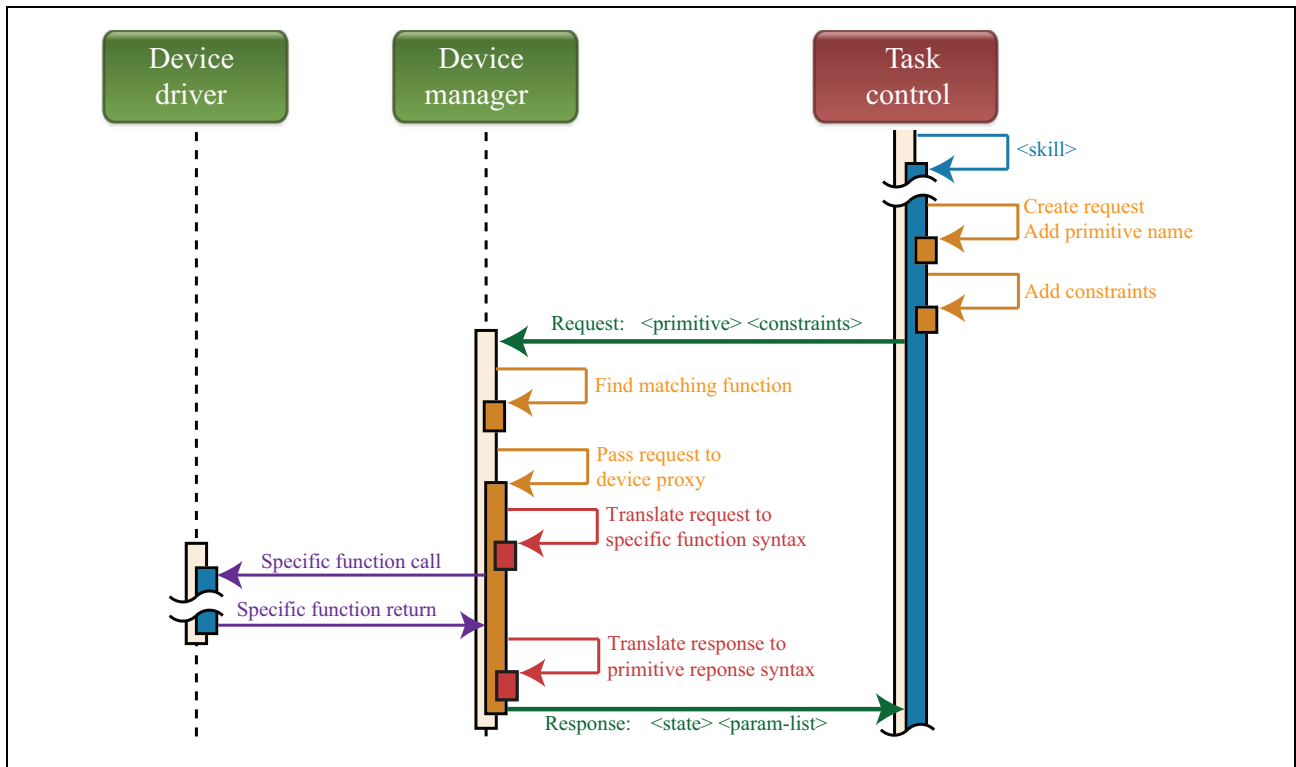 Device
driver
Device
manager
Task
control
<skill>
Create request
Add primitive name
Add constraints
Request: <primitive> <constraints>
Find matching function
Pass request to
device proxy
Translate request to
specific function syntax
Specific function call
Specific function return
Translate response to
primitive reponse syntax
Response: <state> <param-list>